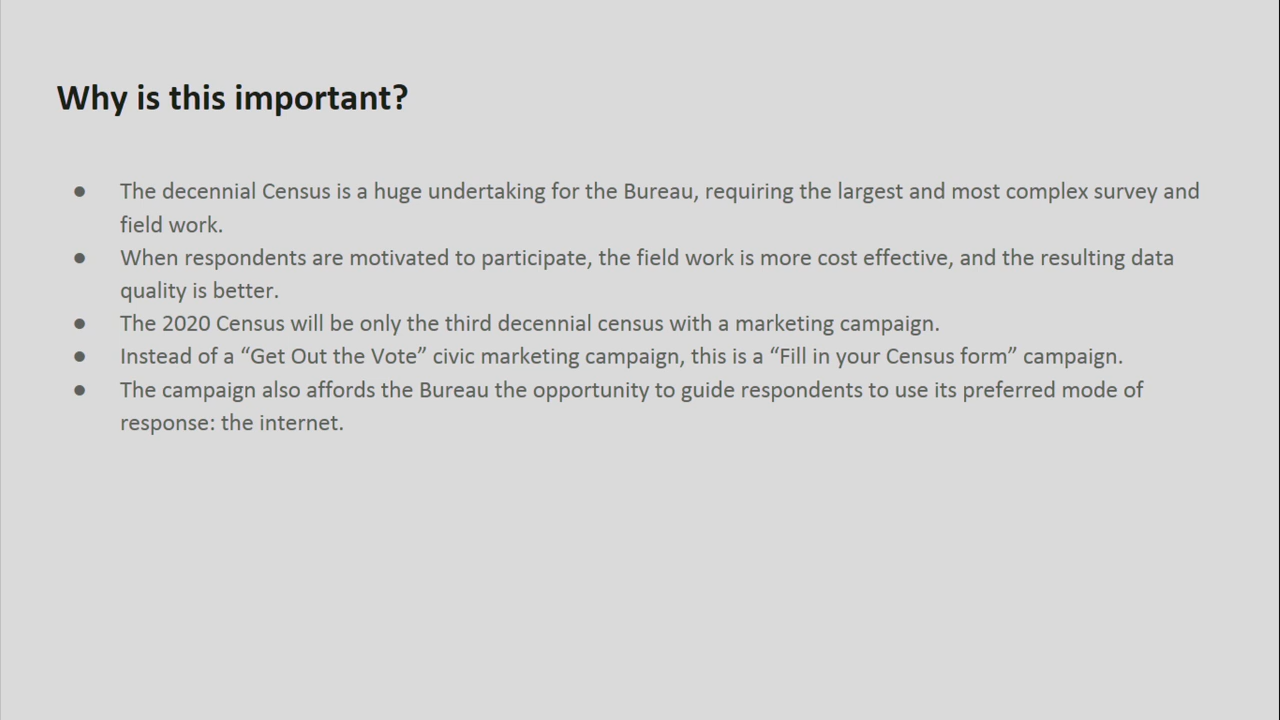 Why is this important?
● The decennial Census is a huge undertaking for the Bureau, requiring the largest and most complex survey and
field work.
● When respondents are motivated to participate, the field work is more cost effective, and the resulting data
quality is better.
● The 2020 Census will be only the third decennial census with a marketing campaign.
● Instead of a “Get Out the Vote” civic marketing campaign, this is a “Fill in your Census form” campaign.
● The campaign also affords the Bureau the opportunity to guide respondents to use its preferred mode of
response: the internet.